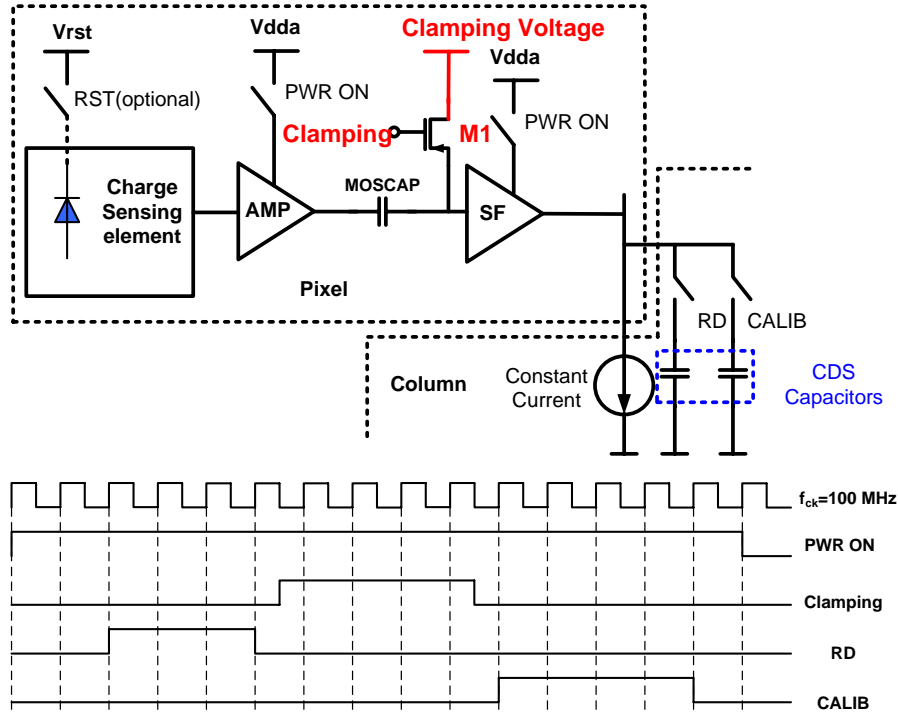 Vrst
Vdda
Clamping Voltage
Vdda
RST(optional)
PWR ON
Clamping
M1
PWR ON
MOSCAP
Charge
Sensing
element
AMP
SF
Pixel
RD
CALIB
Column
Constant
Current
CDS
Capacitors
fck=100 MHz
PWR ON
Clamping
RD
CALIB